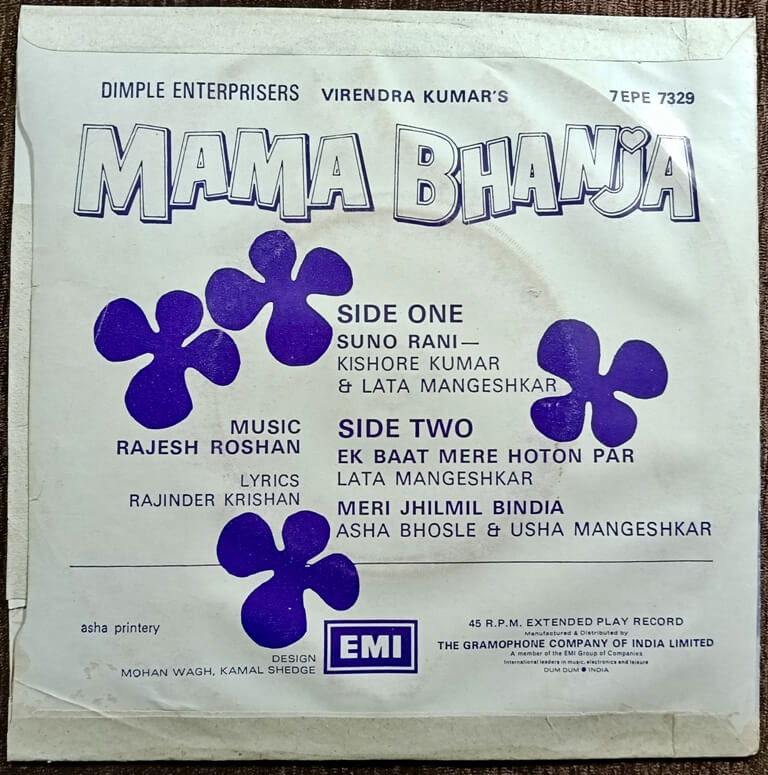 DIMPLE ENTERPRISERS VIRENDRA KUMAR'S 7EPE 7329
MAMA BHANJA
SIDE ONE
SUNO RANI—
KISHORE KUMAR
& LATA MANGESHKAR
MUSIC
RAJESH ROSHAN
LYRICS
RAJINDER KRISHAN
SIDE TWO
EK BAAT MERE HOTON PAR
LATA MANGESHKAR
MERI JHILMIL BINDIA
ASHA BHOSLE & USHA MANGESHKAR
asha printery
DESIGN
MOHAN WAGH, KAMAL SHEDGE
EMI
45 R.P.M. EXTENDED PLAY RECORD
Manufactured & Distributed by
THE GRAMOPHONE COMPANY OF INDIA LIMITED
A member of the EMI Group of Companies
International leaders in music, electronics and leisure
DUM DUM ● INDIA